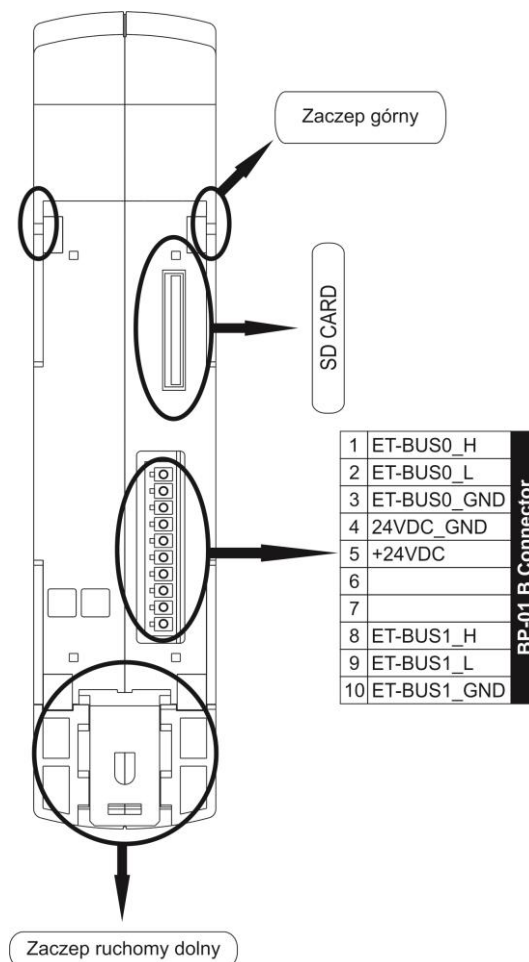 Zaczep górny
SD CARD
1 ET-BUS0_H
2 ET-BUS0_L
3 ET-BUS0_GND
4 24VDC_GND
5 +24VDC
6
7
8 ET-BUS1_H
9 ET-BUS1_L
10 ET-BUS1_GND
BP-01 B Connector
Zaczep ruchomy dolny